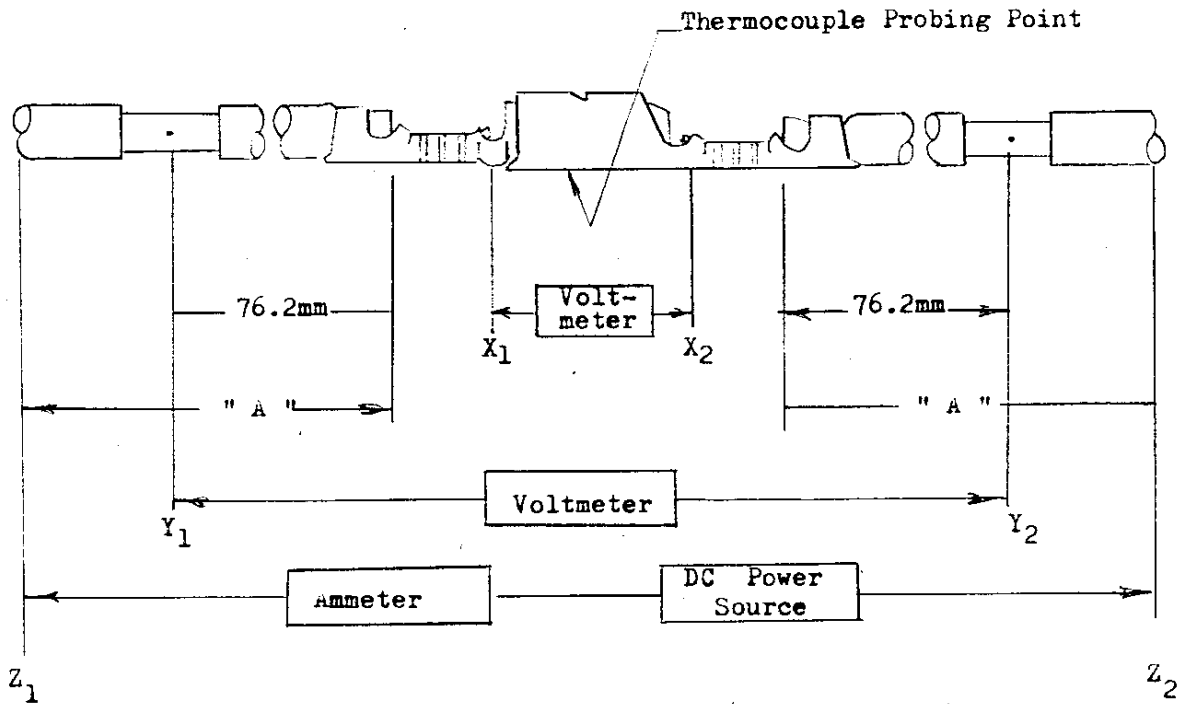 Thermocouple Probing Point
76.2mm
Volt-
meter
76.2mm
X1
X2
" A "
" A "
Voltmeter
Y1
Y2
Ammeter
DC Power
Source
Z1
Z2